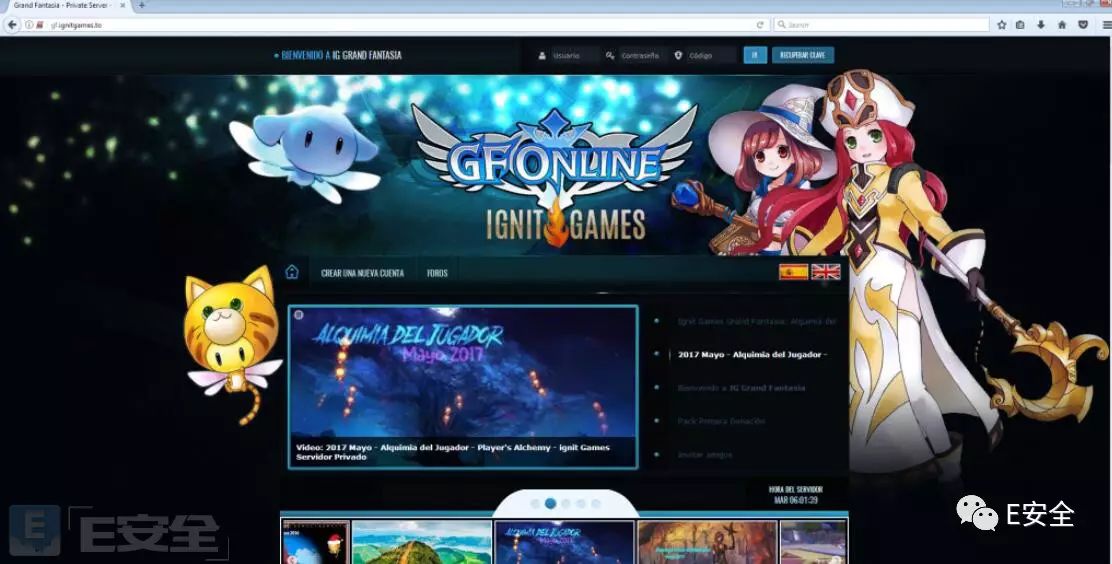 Grand Fantasia - Private Server -
gf.ignitgames.to
Search
BIENVENIDO A IG GRAND FANTASIA
Usuario
Contraseña
Código
IR
RECUPERAR CLAVE
GF ONLINE
IGNIT GAMES
CREAR UNA NUEVA CUENTA
FOROS
ALQUIMIA DEL JUGADOR
Mayo 2017
Video: 2017 Mayo - Alquimia del Jugador - Player's Alchemy - ignit Games
Servidor Privado
Ignit Games Grand Fantasia: Alquimia del
2017 Mayo - Alquimia del Jugador -
Bienvenido a IG Grand Fantasia
Pack Primera Donación
Invitar amigos
HORA DEL SERVIDOR
MAR 06:01:29
ALQUIMIA DEL JUGADOR
Mayo 2017
E安全
E安全